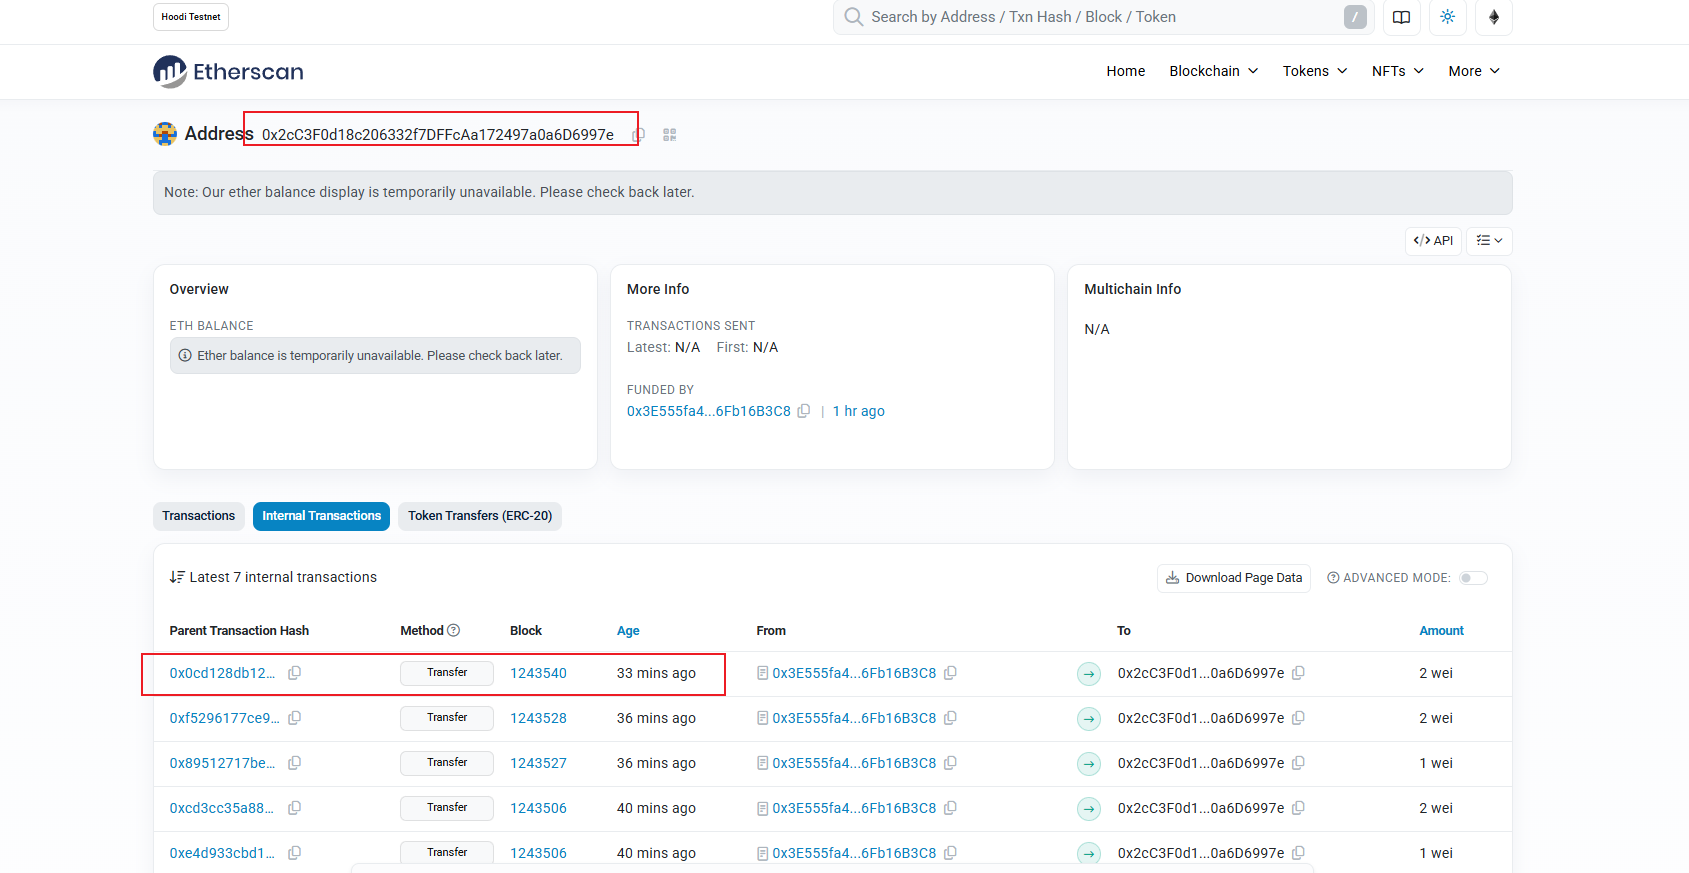 Hoodi Testnet
Search by Address / Txn Hash / Block / Token /
Etherscan Home Blockchain Tokens NFTs More
Address 0x2cC3F0d18c206332f7DFFcAa172497a0a6D6997e
Note: Our ether balance display is temporarily unavailable. Please check back later.
</> API
Overview
ETH BALANCE
Ether balance is temporarily unavailable. Please check back later.
More Info
TRANSACTIONS SENT
Latest: N/A First: N/A
FUNDED BY
0x3E555fa4...6Fb16B3C8 | 1 hr ago
Multichain Info
N/A
Transactions Internal Transactions Token Transfers (ERC-20)
Latest 7 internal transactions Download Page Data ADVANCED MODE:
Parent Transaction Hash Method Block Age From To Amount
0x0cd128db12... Transfer 1243540 33 mins ago 0x3E555fa4...6Fb16B3C8 0x2cC3F0d1...0a6D6997e 2 wei
0xf5296177ce9... Transfer 1243528 36 mins ago 0x3E555fa4...6Fb16B3C8 0x2cC3F0d1...0a6D6997e 2 wei
0x89512717be... Transfer 1243527 36 mins ago 0x3E555fa4...6Fb16B3C8 0x2cC3F0d1...0a6D6997e 1 wei
0xcd3cc35a88... Transfer 1243506 40 mins ago 0x3E555fa4...6Fb16B3C8 0x2cC3F0d1...0a6D6997e 2 wei
0xe4d933cbd1... Transfer 1243506 40 mins ago 0x3E555fa4...6Fb16B3C8 0x2cC3F0d1...0a6D6997e 1 wei